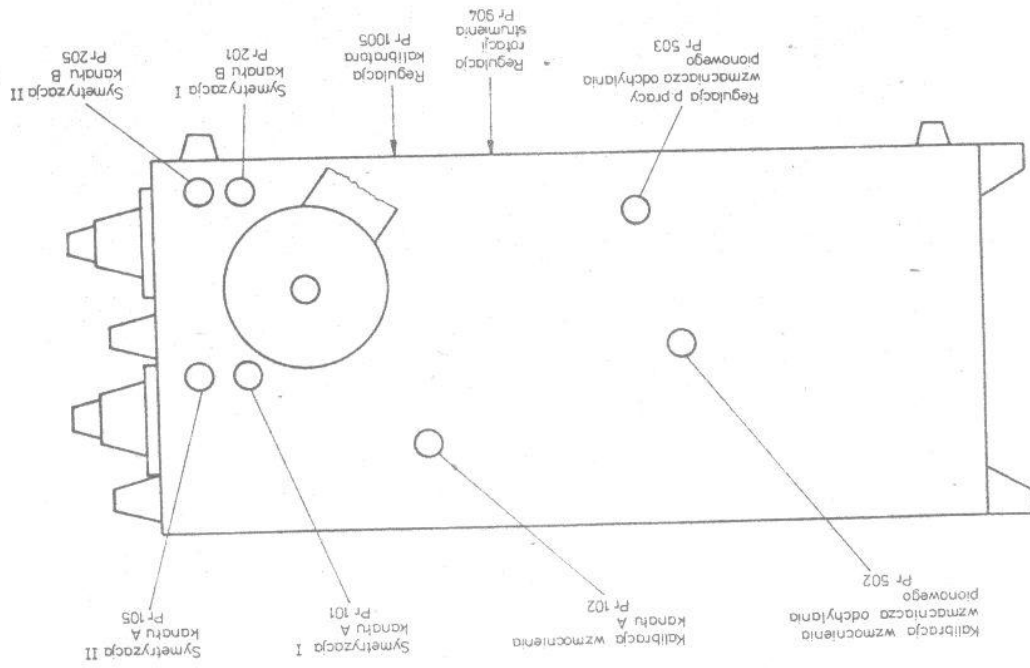 Kalibracja wzmocnienia
wzmacniacza odchylania
pionowego
Pr 502
Kalibracja wzmocnienia
kanału A
Pr 102
Symetryzacja I
kanału A
Pr 101
Symetryzacja II
kanału A
Pr 105
Regulacja p.pracy
wzmacniacza odchylania
pionowego
Pr 503
Regulacja
rotacji
strumienia
Pr 904
Regulacja
kalibratora
Pr 1005
Symetryzacja I
kanału B
Pr 201
Symetryzacja II
kanału B
Pr 205